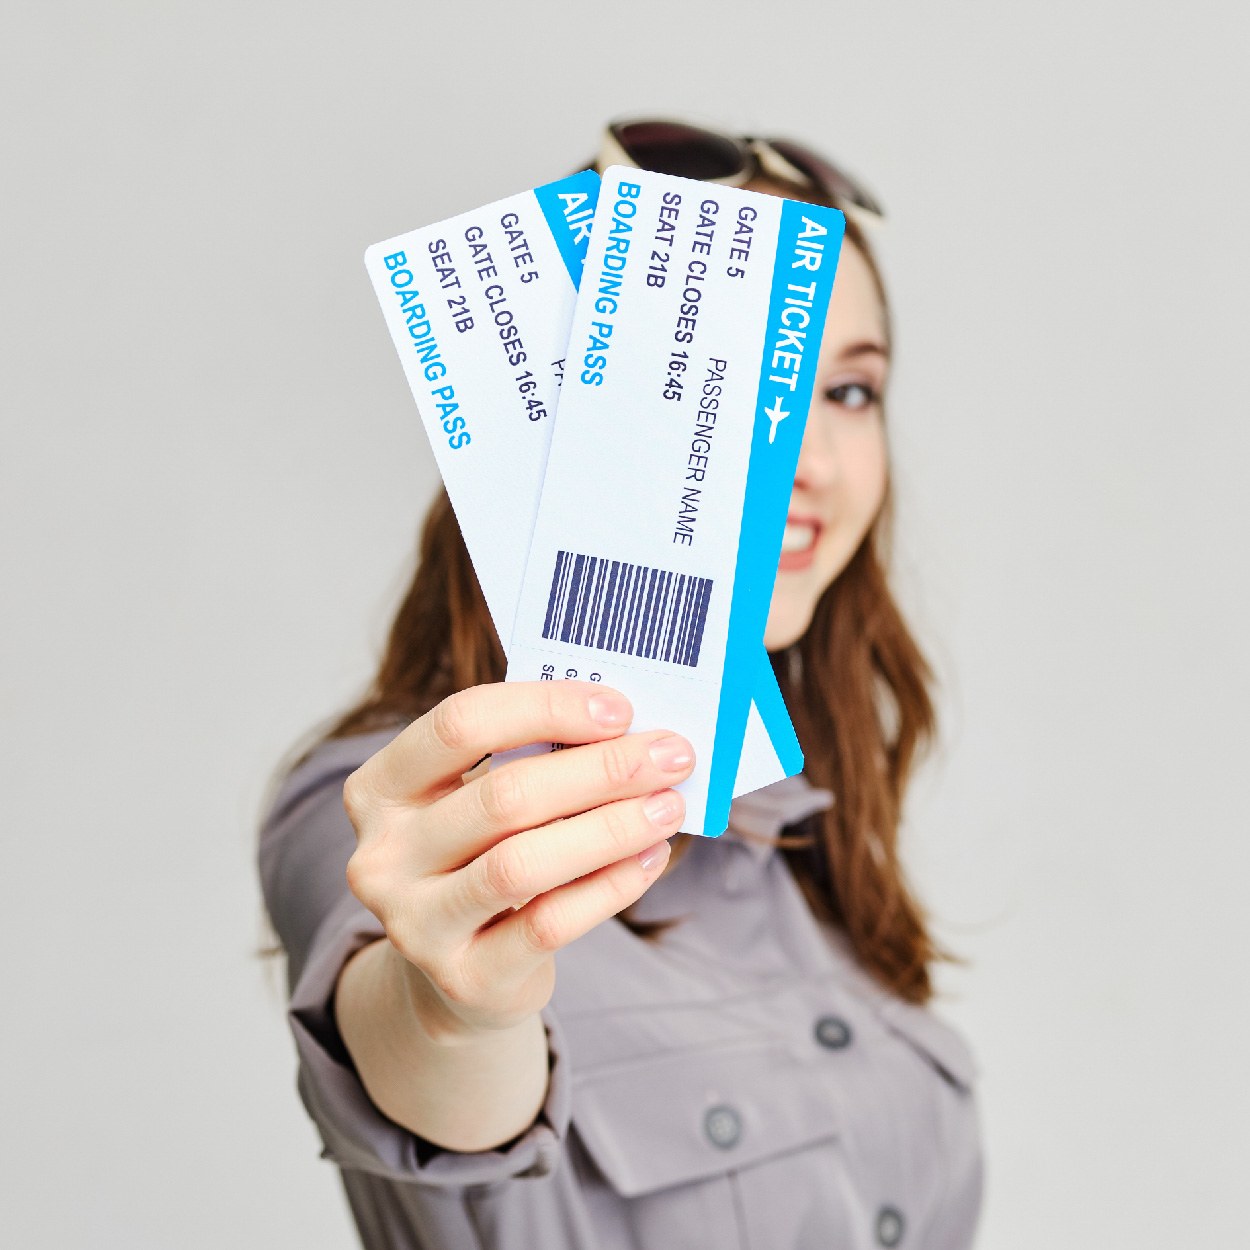 AIR TICKET
GATE 5
GATE CLOSES 16:45
SEAT 21B
BOARDING PASS
PASSENGER NAME
AIR
GATE 5
GATE CLOSES 16:45
SEAT 21B
BOARDING PASS